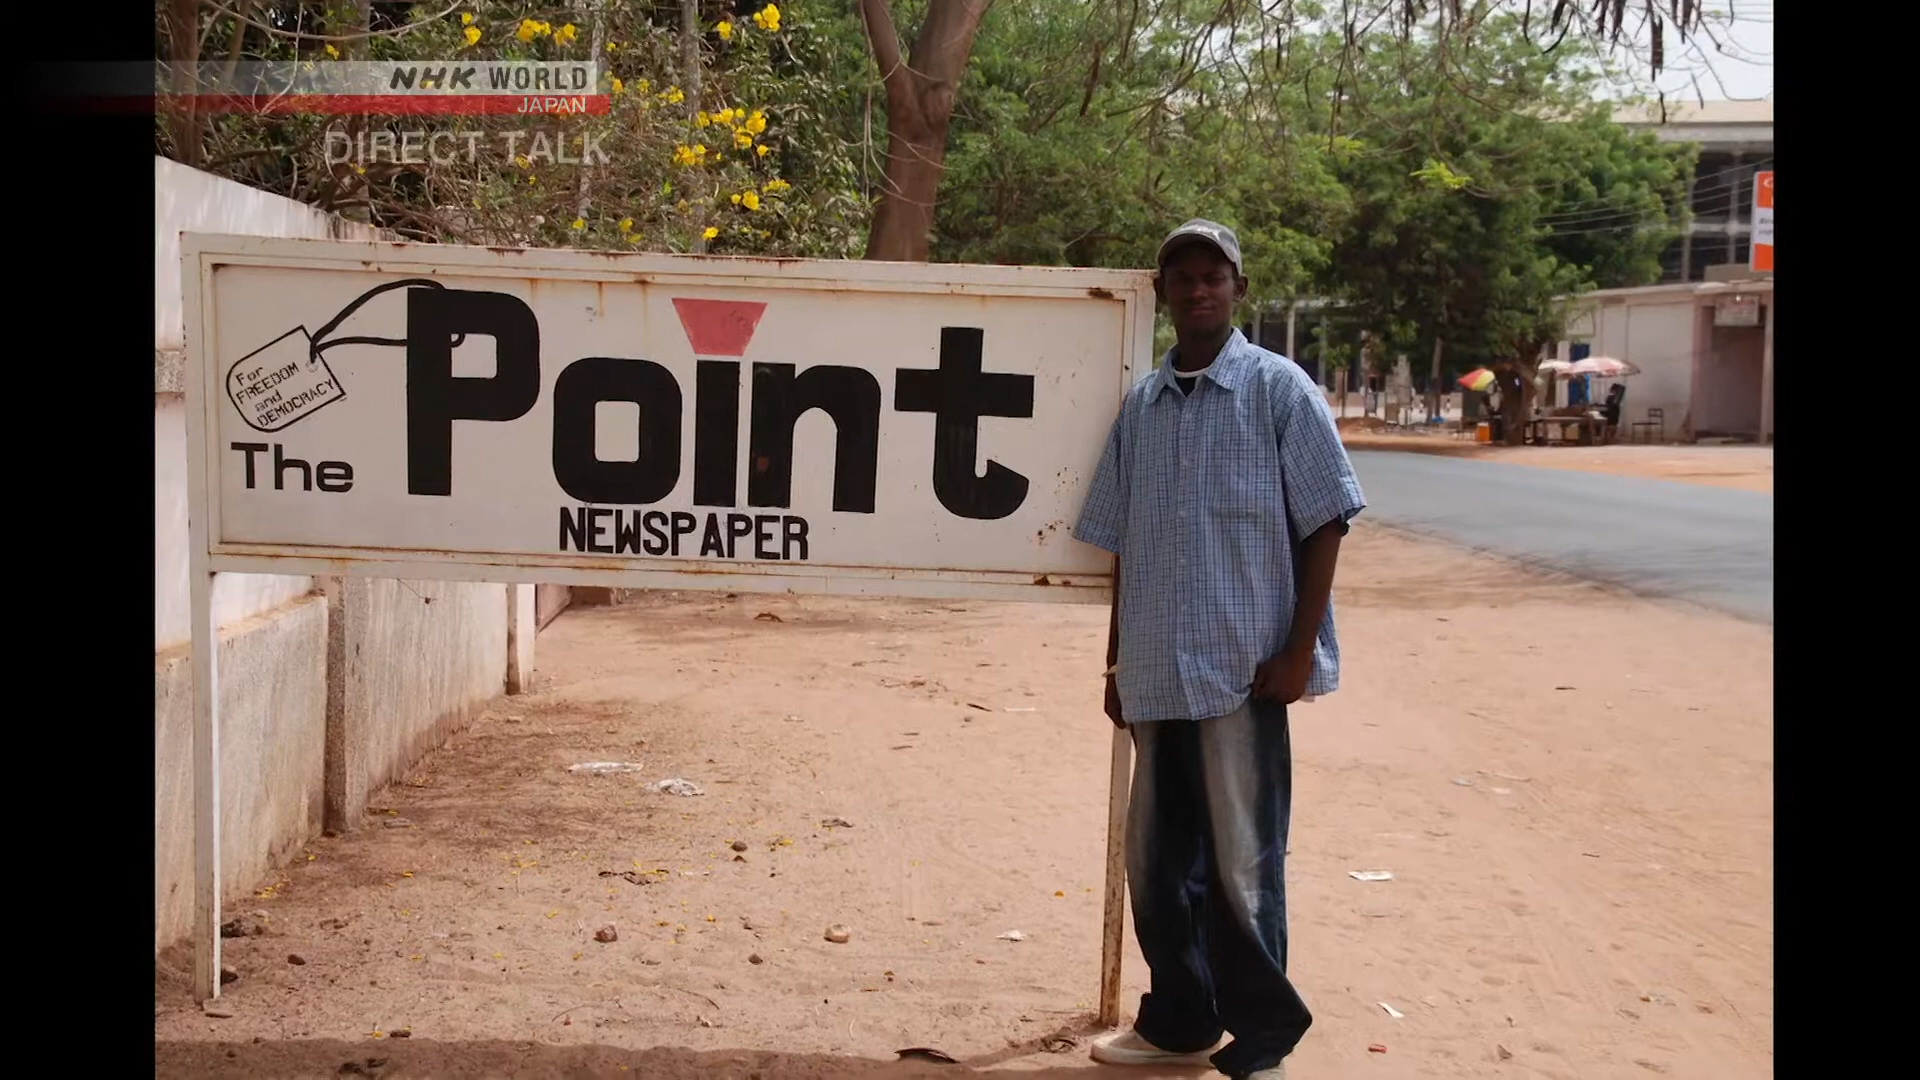 NHK WORLD
JAPAN
DIRECT TALK
For
FREEDOM
and
DEMOCRACY
The Point
NEWSPAPER